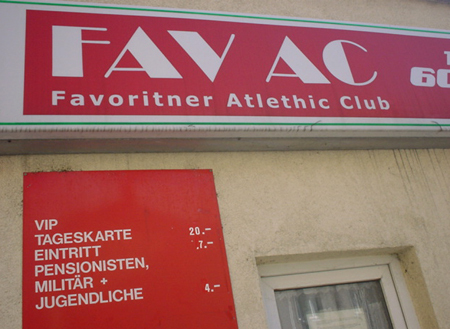 FAV AC
Favoritner Atlethic Club
VIP 20.-
TAGESKARTE 7.-
EINTRITT
PENSIONISTEN,
MILITÄR + 4.-
JUGENDLICHE